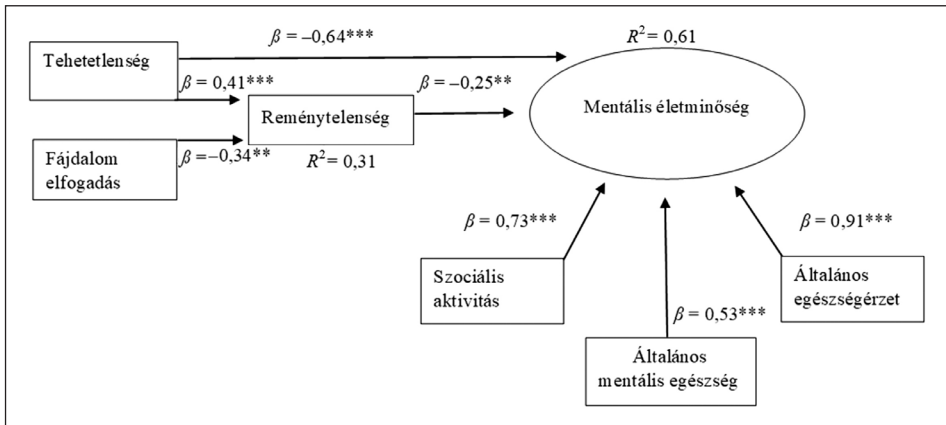 β = –0,64***
R² = 0,61
Tehetetlenség
β = 0,41***
β = –0,25**
Reménytelenség
Mentális életminőség
β = –0,34**
R² = 0,31
Fájdalom
elfogadás
β = 0,73***
β = 0,91***
Szociális
aktivitás
Általános
egészségérzet
β = 0,53***
Általános
mentális egészség